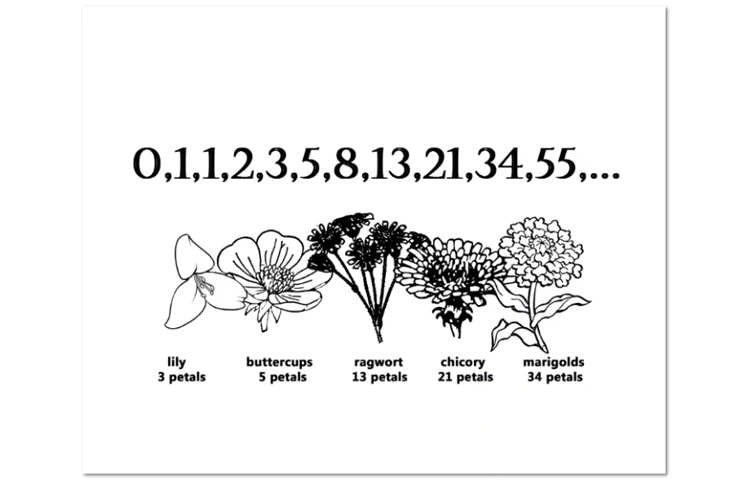 0,1,1,2,3,5,8,13,21,34,55,...
lily buttercups ragwort chicory marigolds
3 petals 5 petals 13 petals 21 petals 34 petals